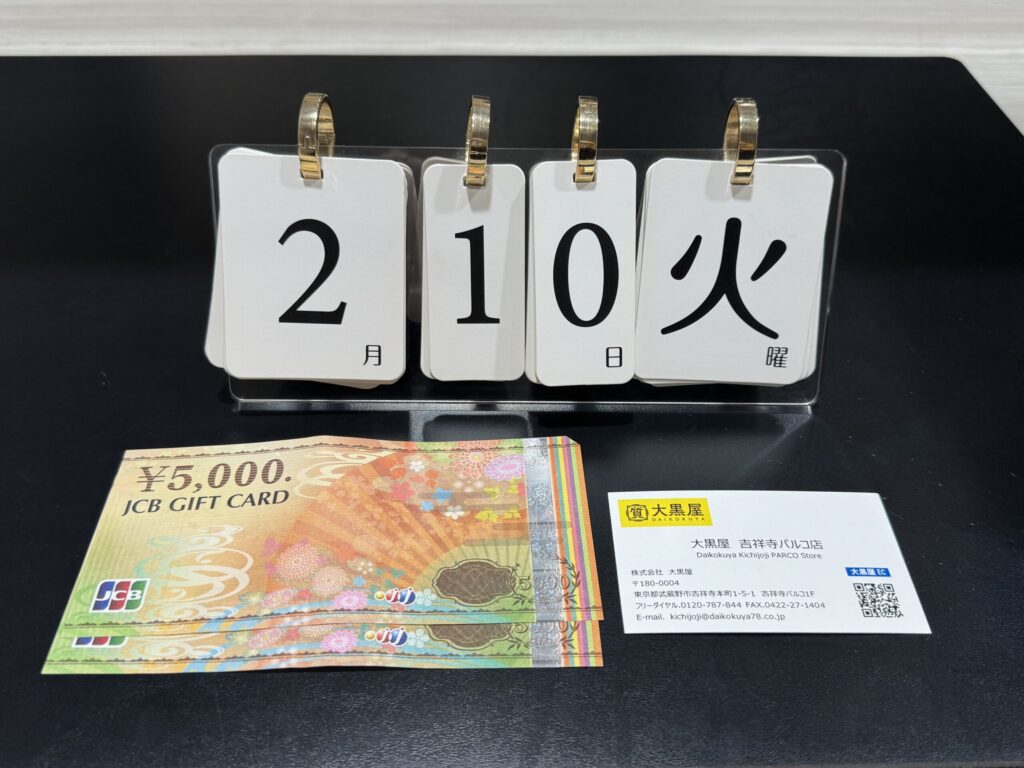 2月 10日 火曜
¥5,000.
JCB GIFT CARD
JCB
5000
質 大黒屋
DAIKOKUYA
大黒屋 吉祥寺パルコ店
Daikokuya Kichijoji PARCO Store
株式会社 大黒屋
〒180-0004
東京都武蔵野市吉祥寺本町1-5-1 吉祥寺パルコ1F
フリーダイヤル.0120-787-844 FAX.0422-27-1404
E-mail. kichijoji@daikokuya78.co.jp
大黒屋 EC